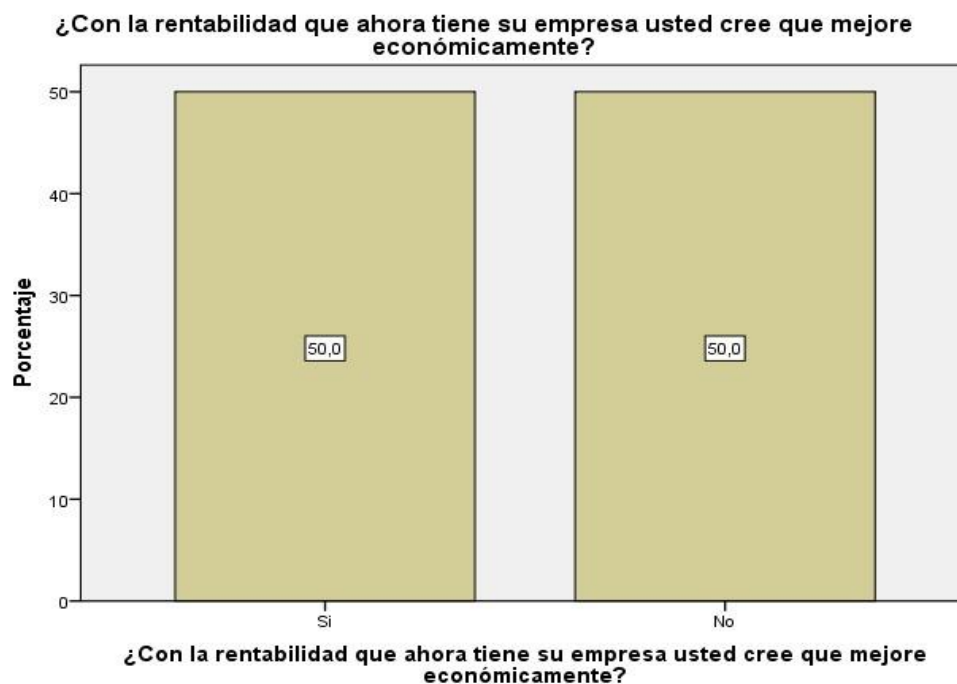 ¿Con la rentabilidad que ahora tiene su empresa usted cree que mejore
económicamente?
Porcentaje
50
40
30
20
10
0
50,0
50,0
Si
No
¿Con la rentabilidad que ahora tiene su empresa usted cree que mejore
económicamente?